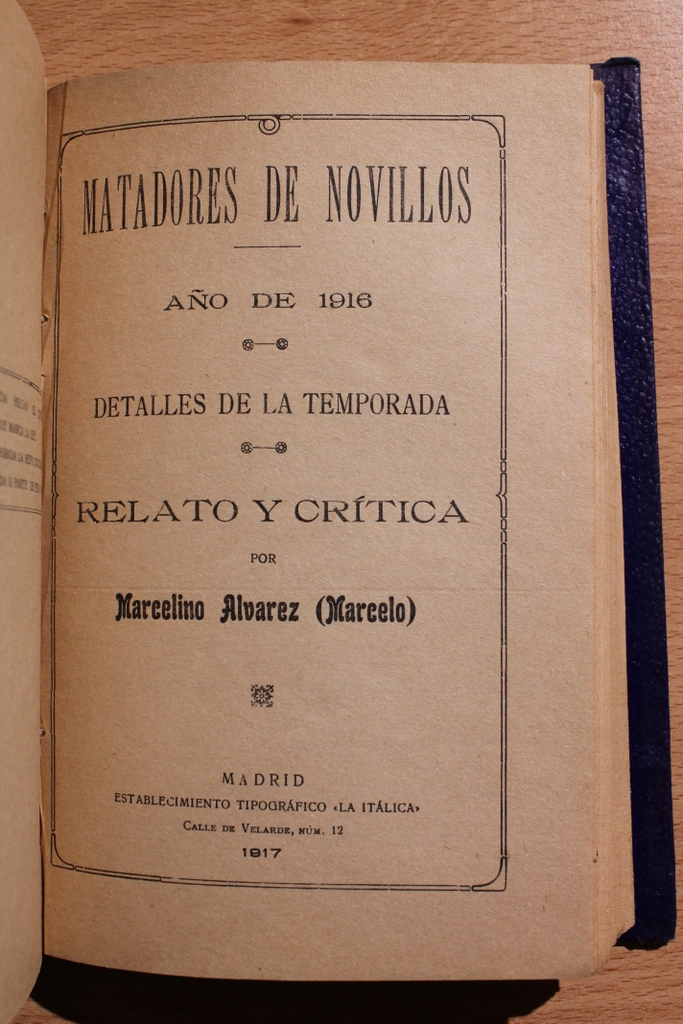 MATADORES DE NOVILLOS
AÑO DE 1916
DETALLES DE LA TEMPORADA
RELATO Y CRÍTICA
POR
Marcelino Alvarez (Marcelo)
MADRID
ESTABLECIMIENTO TIPOGRÁFICO «LA ITÁLICA»
CALLE DE VELARDE, NÚM. 12
1917